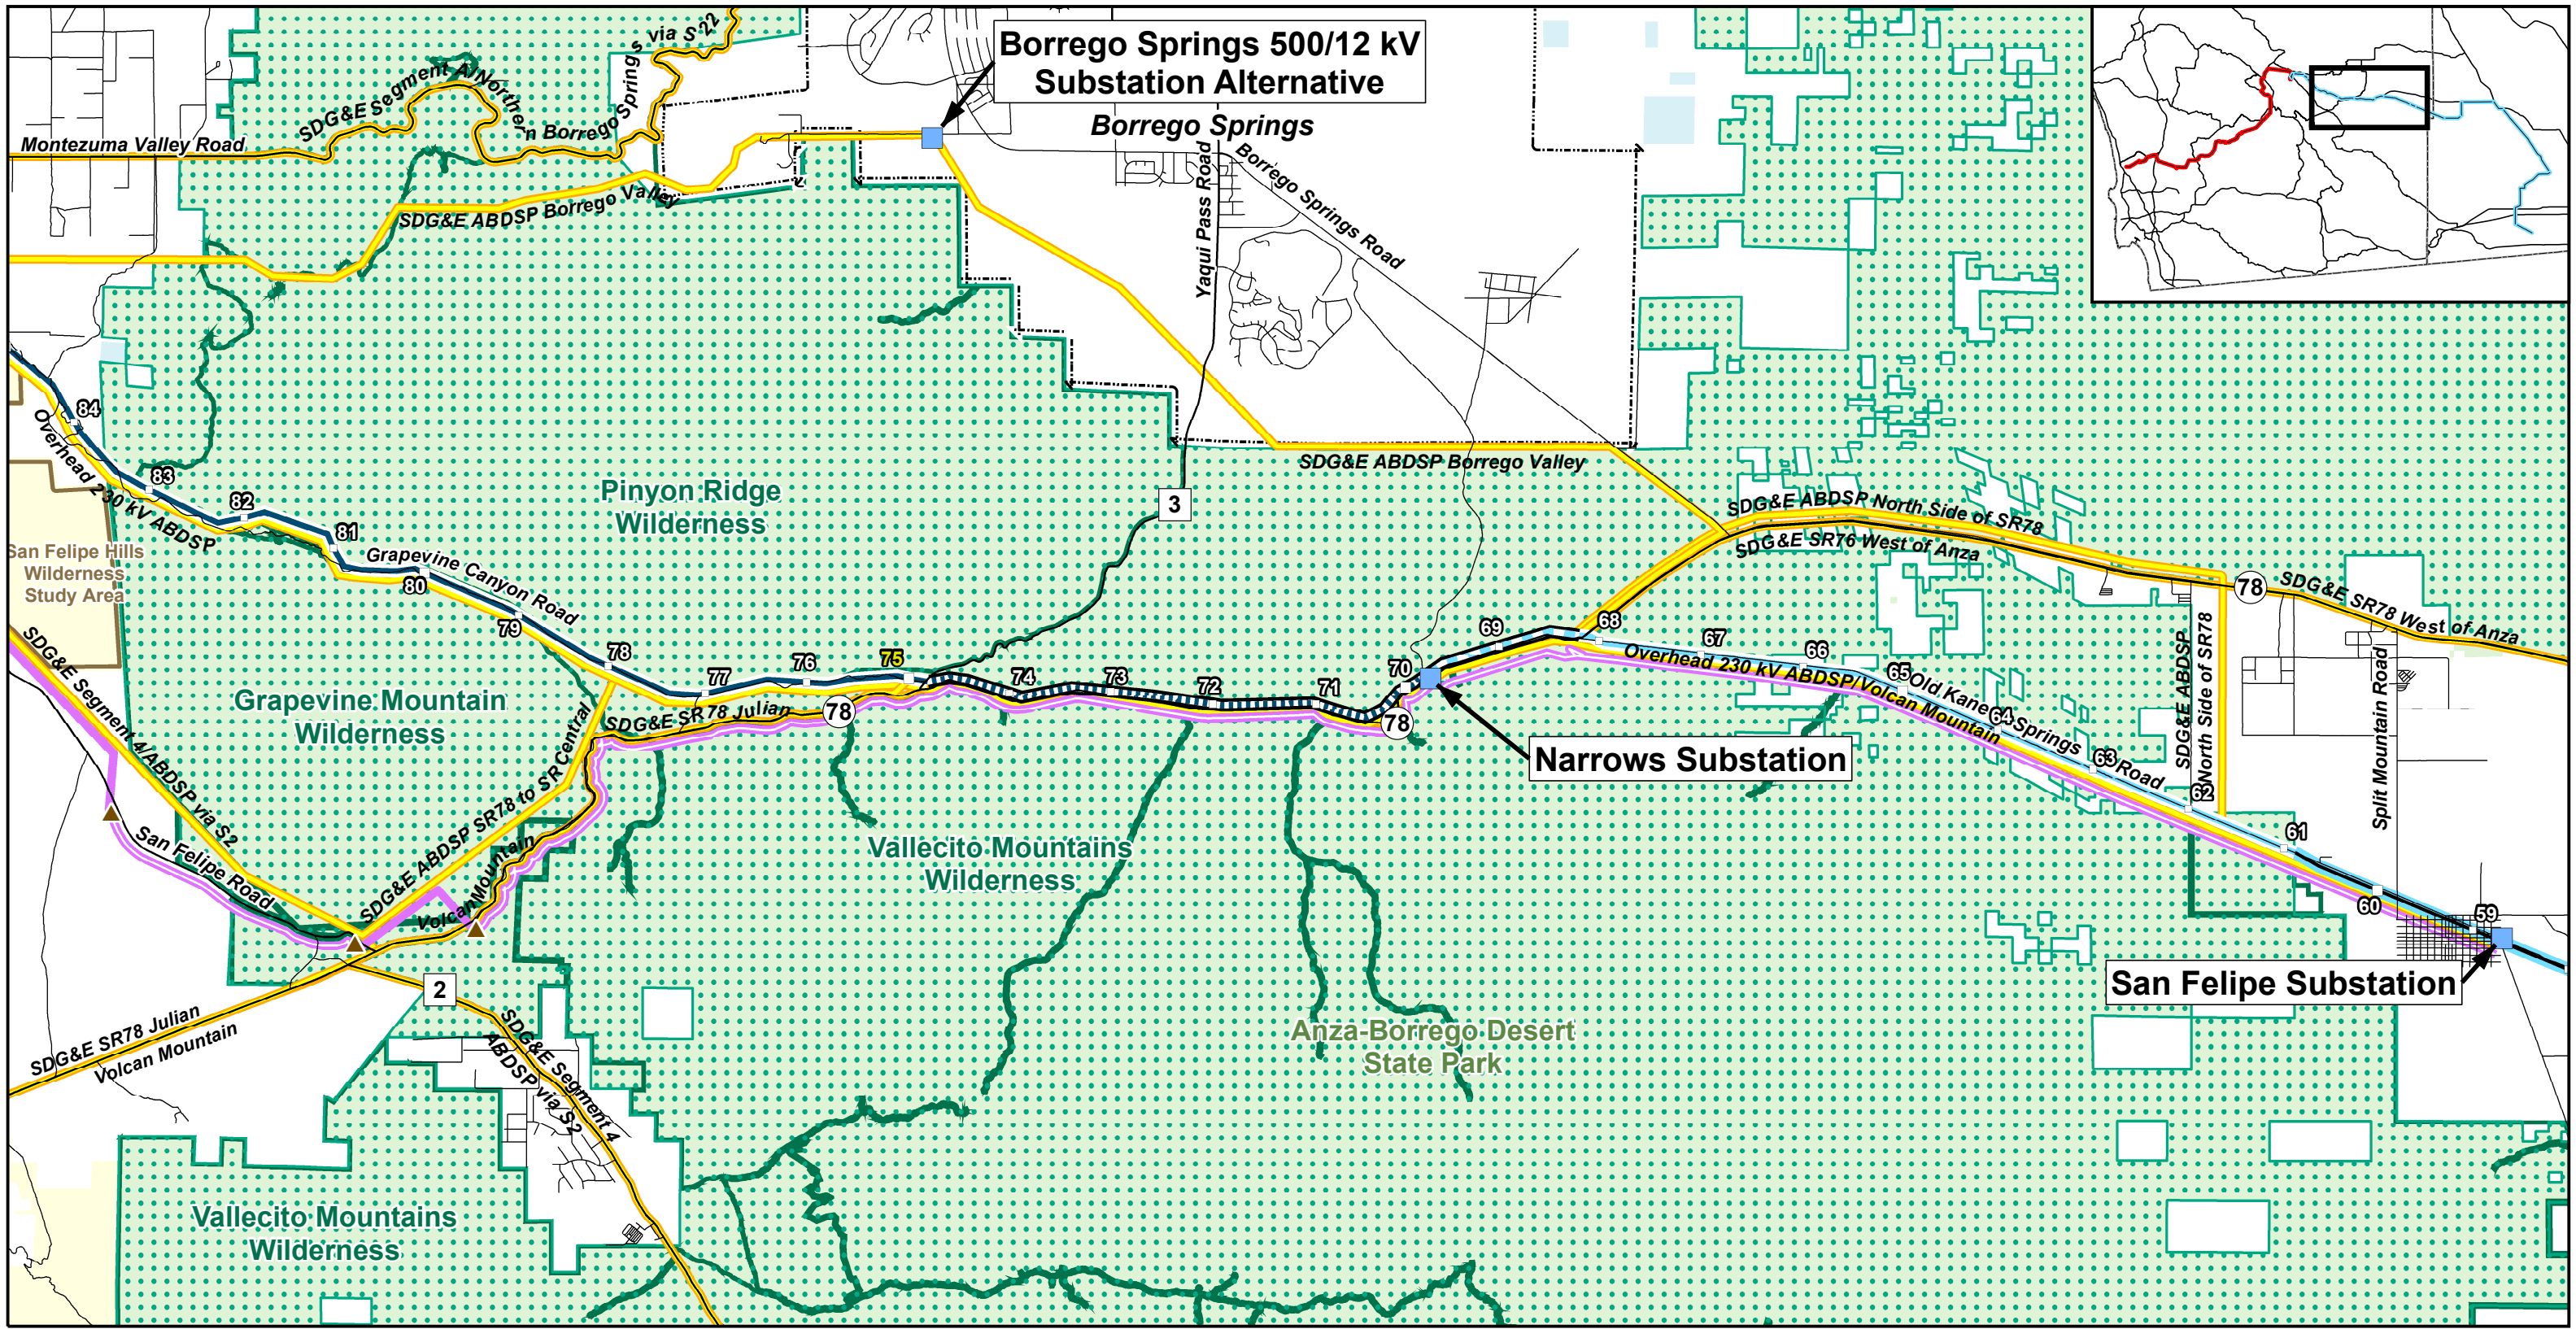 Borrego Springs 500/12 kV
Substation Alternative
Borrego Springs
SDG&E Segment A/Northern Borrego Springs via S-22
Montezuma Valley Road
SDG&E ABDSP Borrego Valley
Yaqui Pass Road
Borrego Springs Road
SDG&E ABDSP Borrego Valley
3
Pinyon Ridge
Wilderness
84
83
82
81
80
79
78
77
76
75
74
73
72
71
70
69
68
67
66
65
64
63
62
61
60
59
Overhead 230 kV ABDSP
San Felipe Hills
Wilderness
Study Area
Grapevine Canyon Road
SDG&E ABDSP North Side of SR78
SDG&E SR76 West of Anza
78
SDG&E SR78 West of Anza
SDG&E ABDSP
North Side of SR78
Split Mountain Road
Overhead 230 kV ABDSP/Volcan Mountain
Old Kane Springs Road
Grapevine Mountain
Wilderness
SDG&E SR78 Julian
78
78
Narrows Substation
SDG&E Segment 4/ABDSP via S2
San Felipe Road
SDG&E ABDSP SR78 to SR Central
Volcan Mountain
Vallecito Mountains
Wilderness
San Felipe Substation
2
SDG&E SR78 Julian
Volcan Mountain
SDG&E Segment 4
ABDSP via S2
Anza-Borrego Desert
State Park
Vallecito Mountains
Wilderness